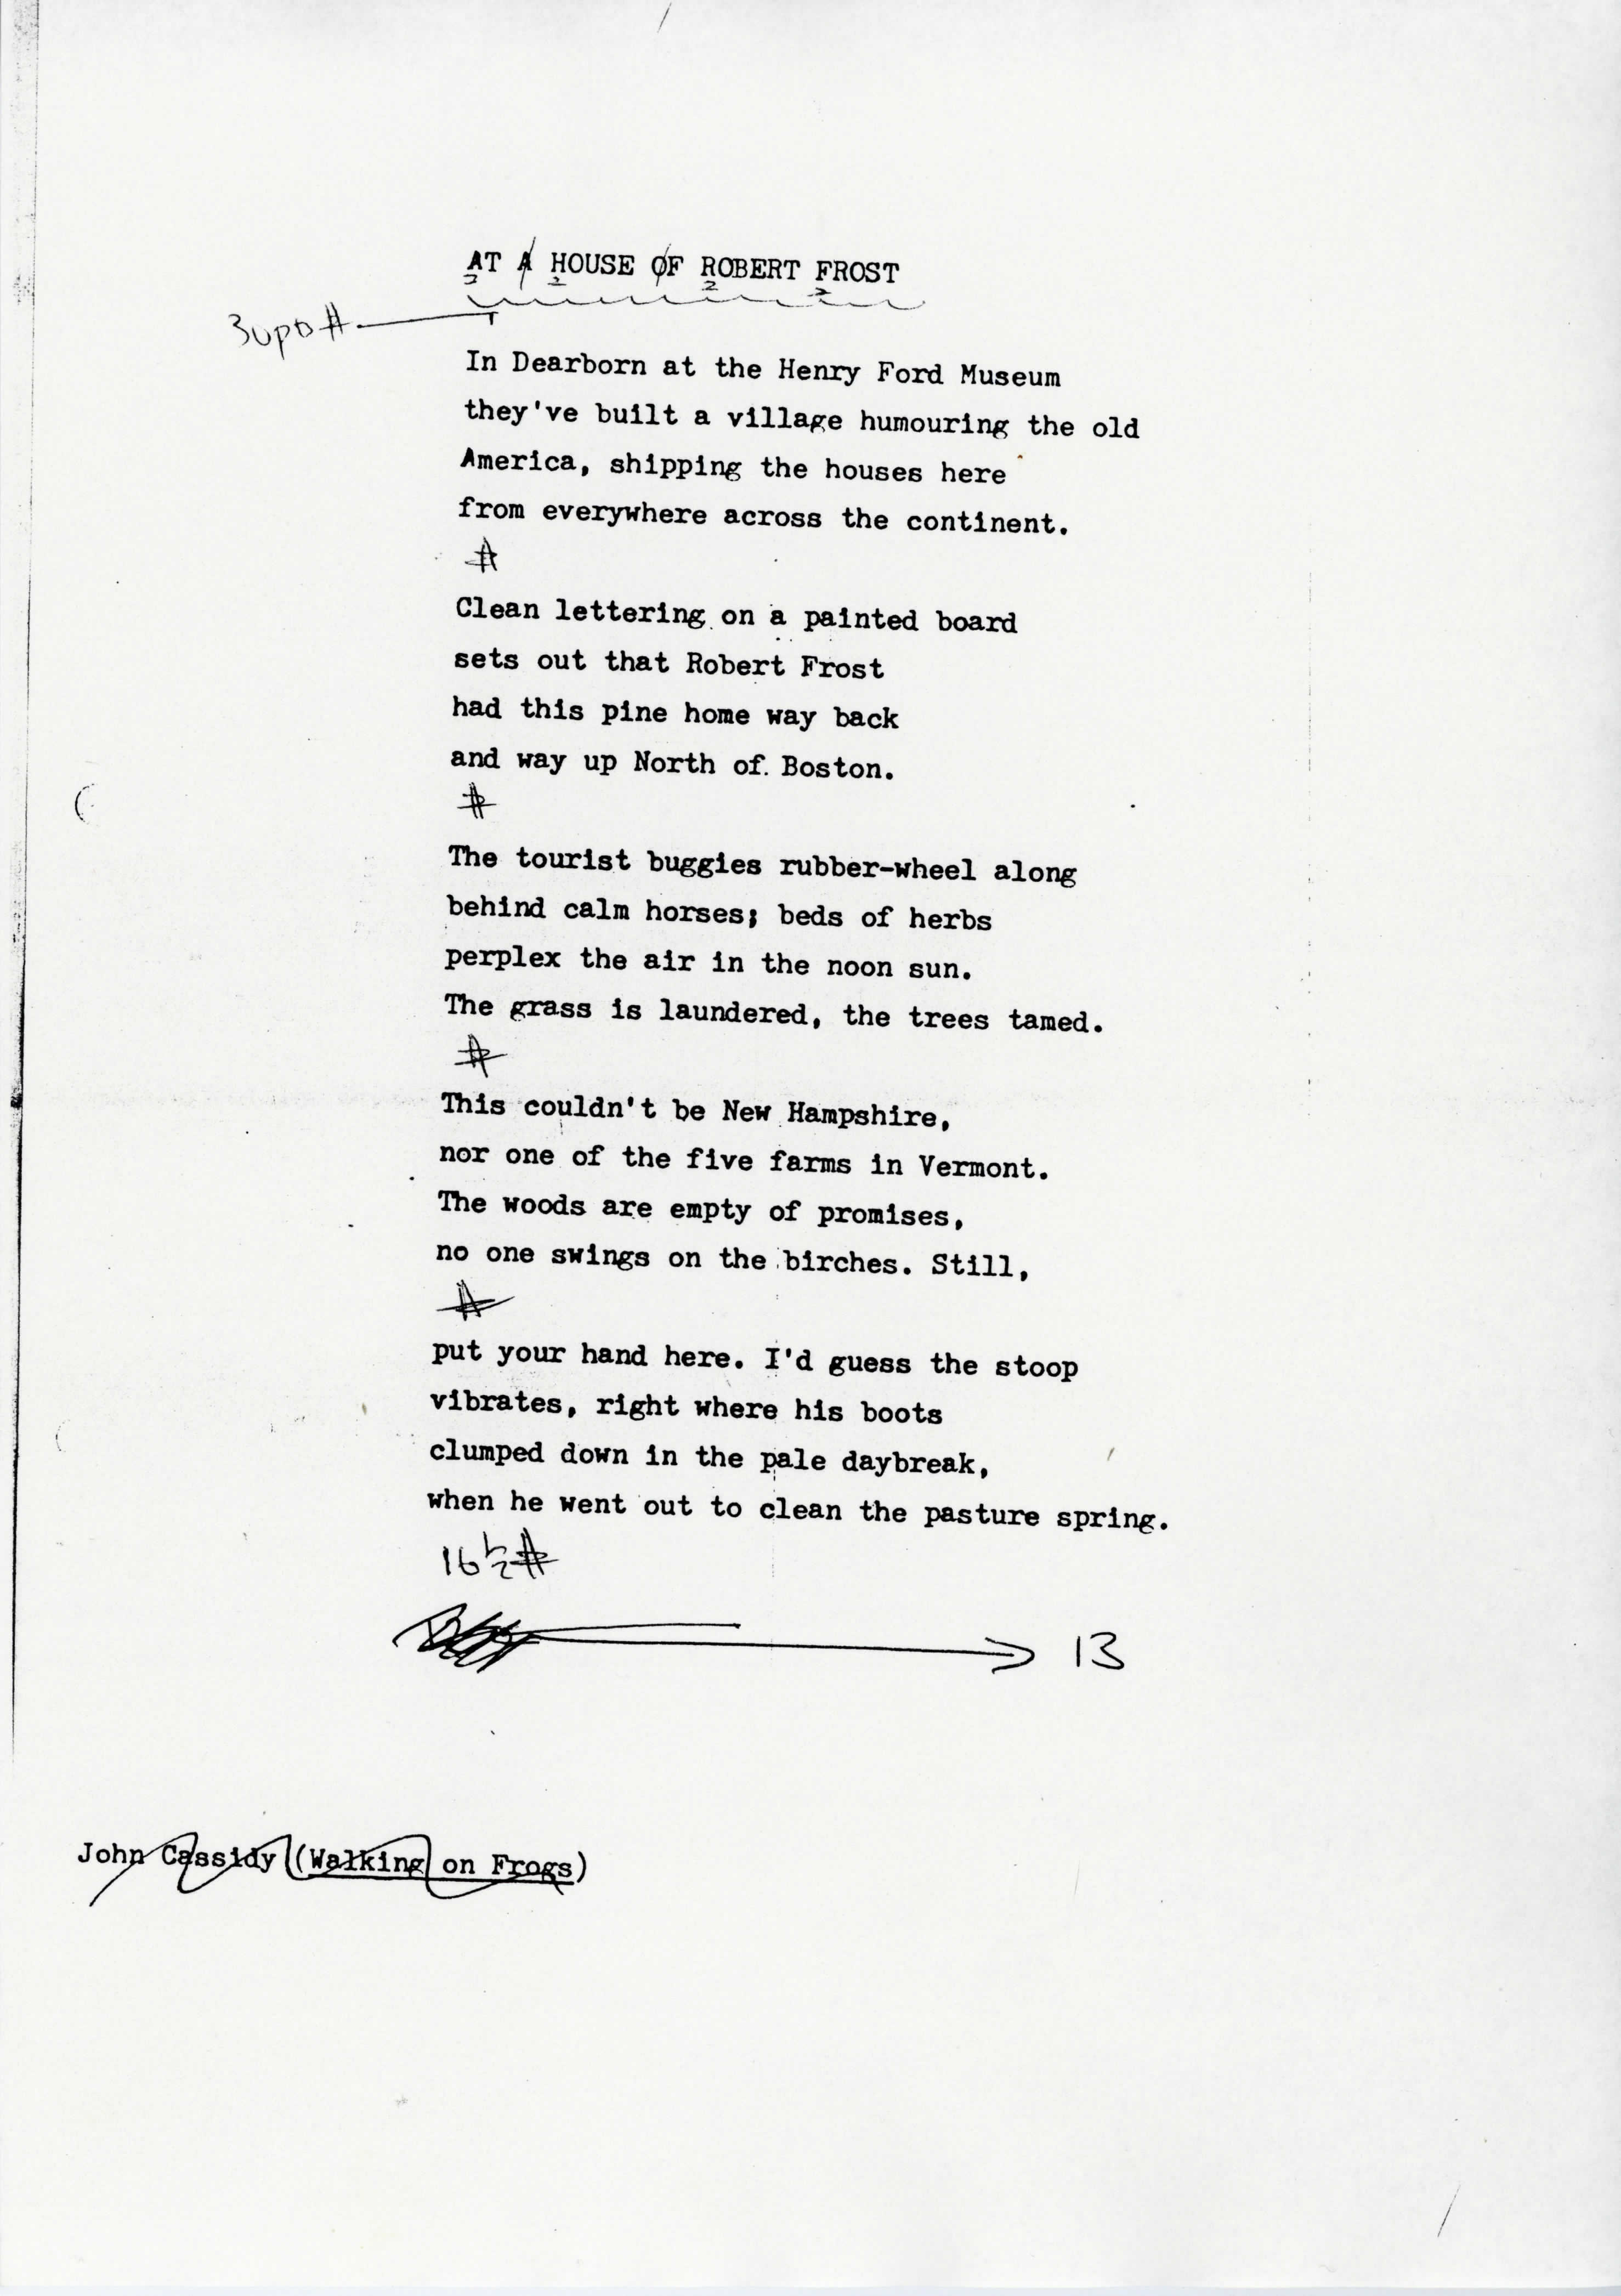 AT A HOUSE OF ROBERT FROST
3 upo #
In Dearborn at the Henry Ford Museum
they've built a village humouring the old
America, shipping the houses here
from everywhere across the continent.
#
Clean lettering on a painted board
sets out that Robert Frost
had this pine home way back
and way up North of Boston.
#
The tourist buggies rubber-wheel along
behind calm horses; beds of herbs
perplex the air in the noon sun.
The grass is laundered, the trees tamed.
#
This couldn't be New Hampshire,
nor one of the five farms in Vermont.
The woods are empty of promises,
no one swings on the birches. Still,
#
put your hand here. I'd guess the stoop
vibrates, right where his boots
clumped down in the pale daybreak,
when he went out to clean the pasture spring.
16½ #
13
John Cassidy (Walking on Frogs)